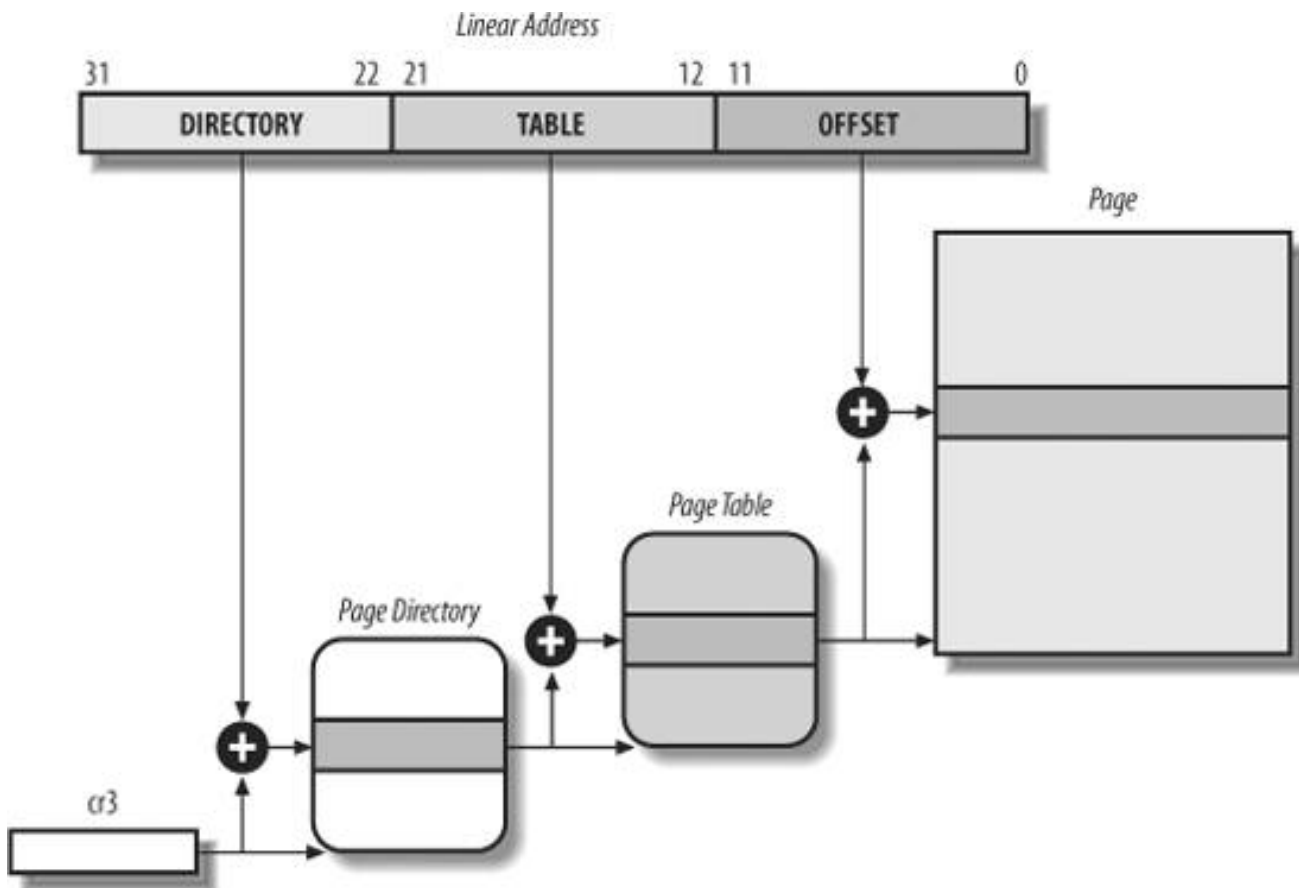 Linear Address
31 22 21 12 11 0
DIRECTORY TABLE OFFSET
Page
Page Table
Page Directory
cr3